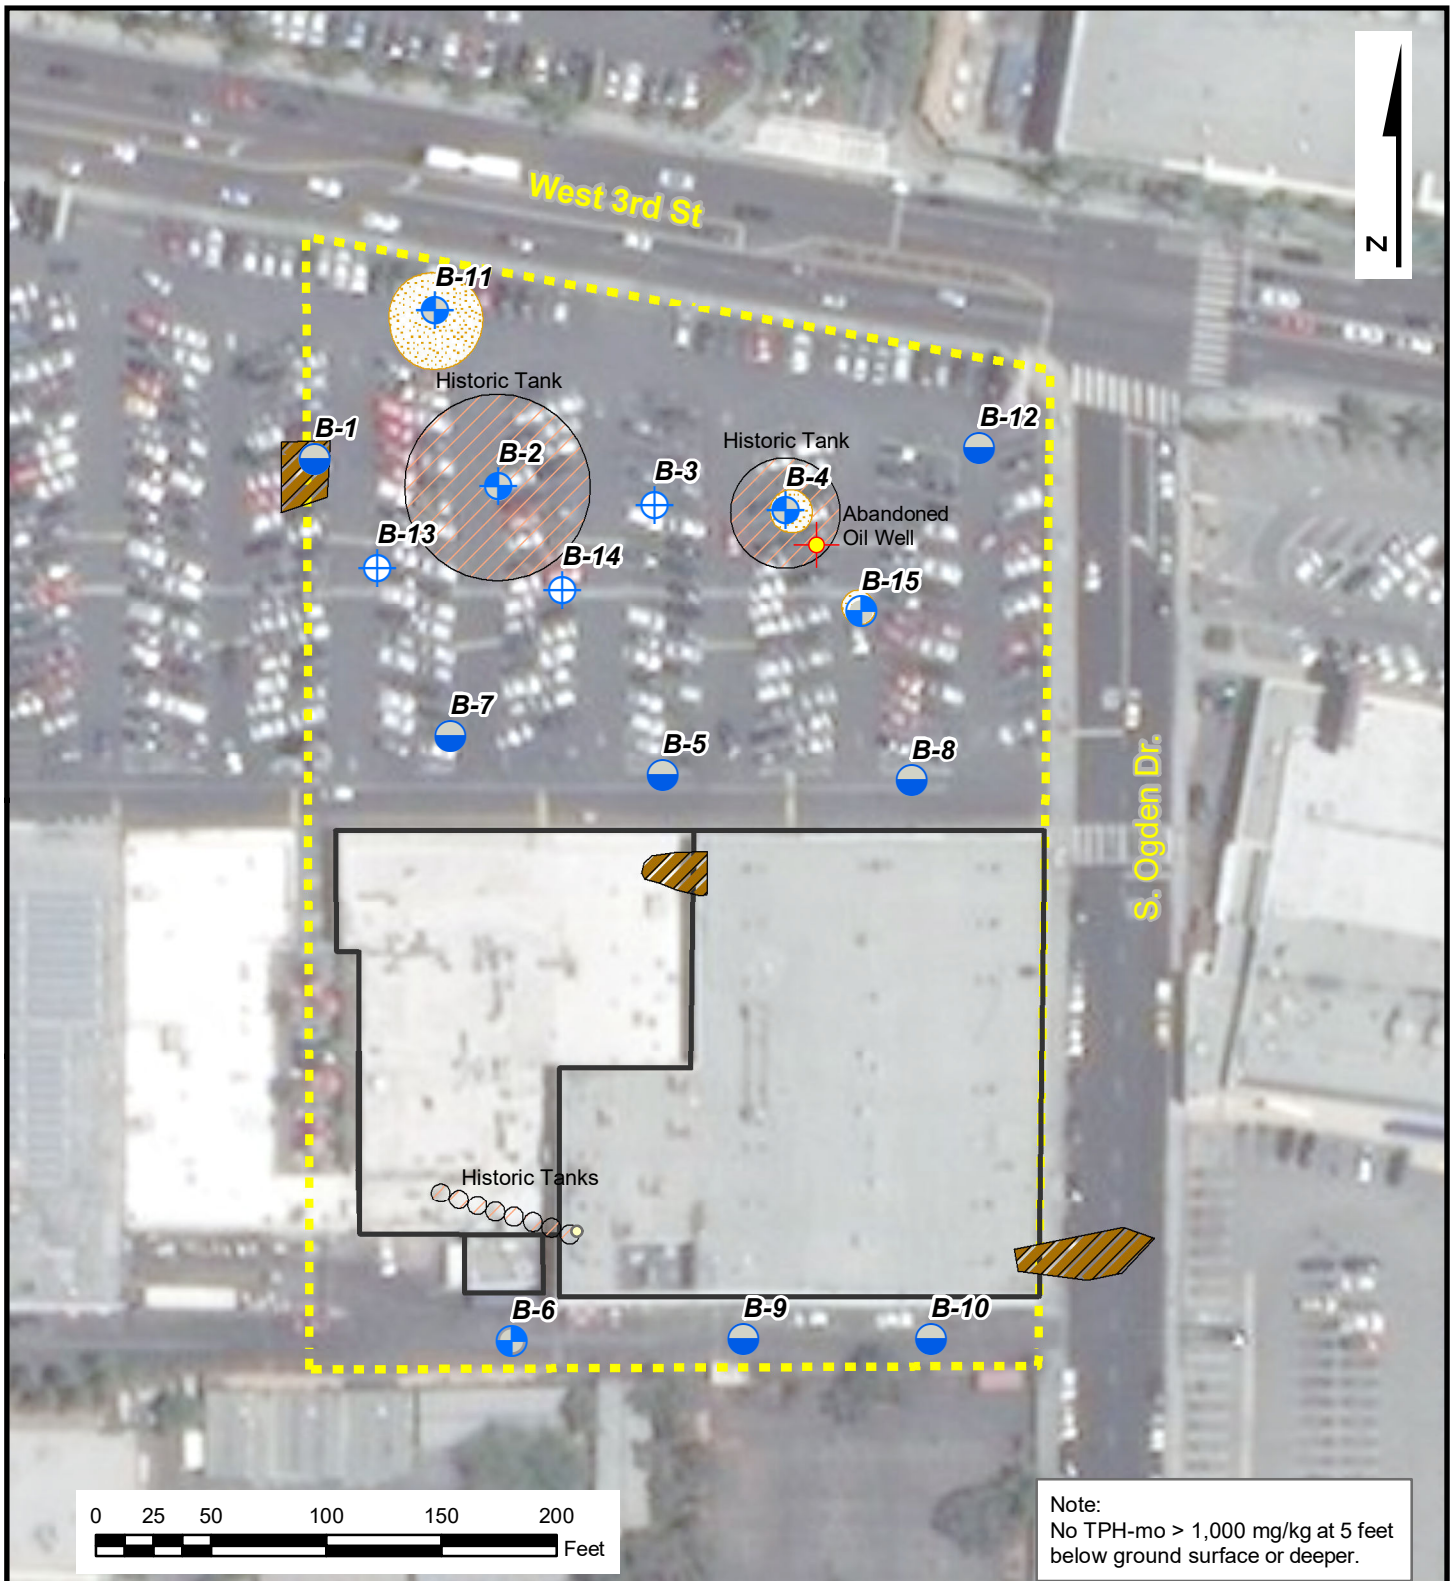 West 3rd St
N
B-11
Historic Tank
B-1
B-2
B-3
Historic Tank
B-4
B-12
Abandoned
Oil Well
B-13
B-14
B-15
B-7
B-5
B-8
S. Ogden Dr.
Historic Tanks
B-6
B-9
B-10
0 25 50 100 150 200
Feet
Note:
No TPH-mo > 1,000 mg/kg at 5 feet
below ground surface or deeper.